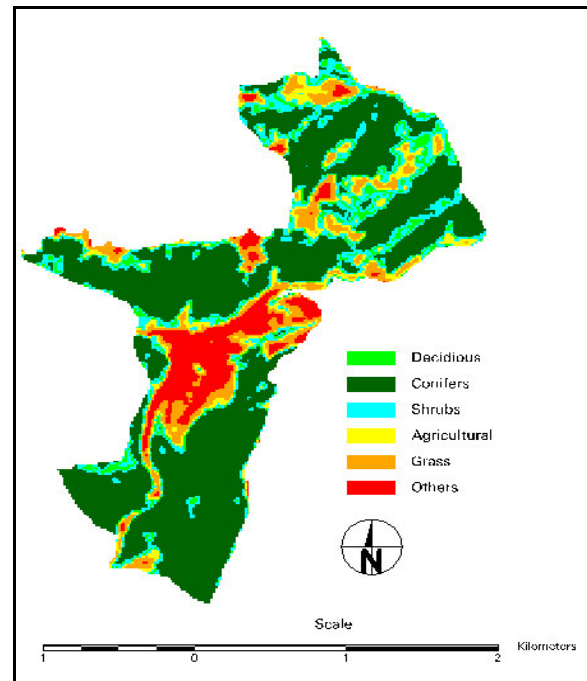 Decidious
Conifers
Shrubs
Agricultural
Grass
Others
N
Scale
Kilometers
1 0 1 2